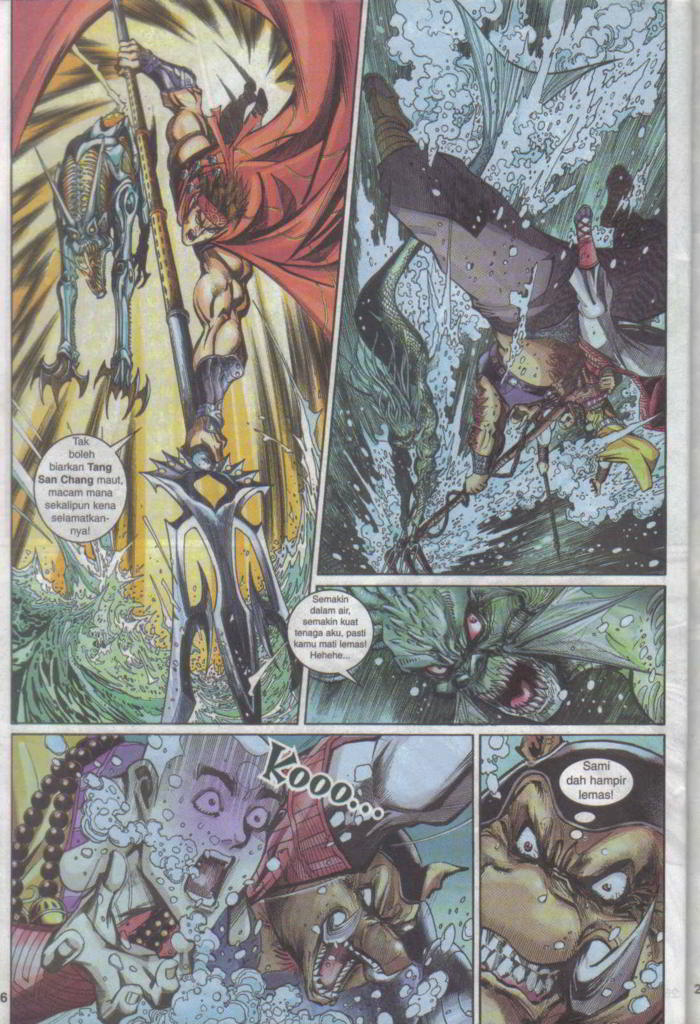 Tak
boleh
biarkan Tang
San Chang maut,
macam mana
sekalipun kena
selamatkan-
nya!
Semakin
dalam air,
semakin kuat
tenaga aku, pasti
kamu mati lemas!
Hehehe...
Kooo...
Sami
dah hampir
lemas!
6
2